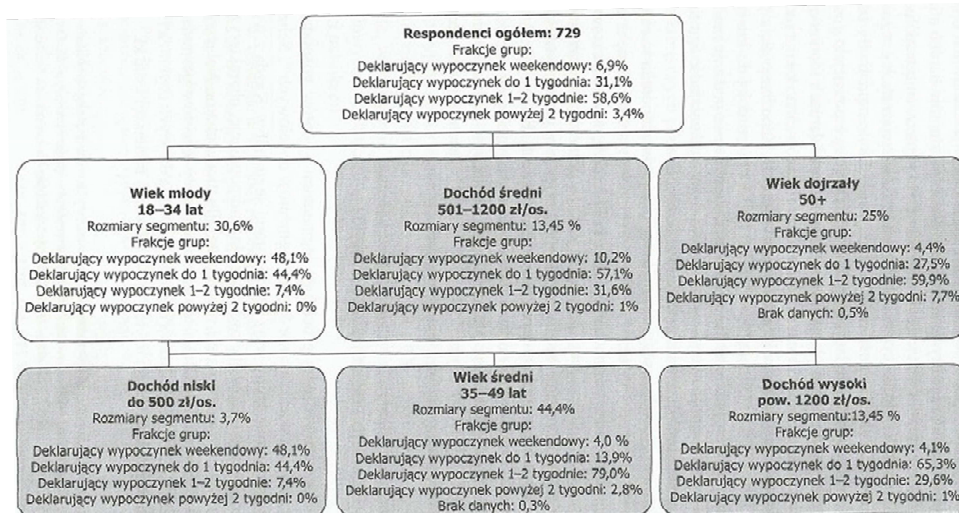 Respondenci ogółem: 729
Frakcje grup:
Deklarujący wypoczynek weekendowy: 6,9%
Deklarujący wypoczynek do 1 tygodnia: 31,1%
Deklarujący wypoczynek 1–2 tygodnie: 58,6%
Deklarujący wypoczynek powyżej 2 tygodni: 3,4%
Wiek młody
18–34 lat
Rozmiary segmentu: 30,6%
Frakcje grup:
Deklarujący wypoczynek weekendowy: 48,1%
Deklarujący wypoczynek do 1 tygodnia: 44,4%
Deklarujący wypoczynek 1–2 tygodnie: 7,4%
Deklarujący wypoczynek powyżej 2 tygodni: 0%
Dochód średni
501–1200 zł/os.
Rozmiary segmentu: 13,45 %
Frakcje grup:
Deklarujący wypoczynek weekendowy: 10,2%
Deklarujący wypoczynek do 1 tygodnia: 57,1%
Deklarujący wypoczynek 1–2 tygodnie: 31,6%
Deklarujący wypoczynek powyżej 2 tygodni: 1%
Wiek dojrzały
50+
Rozmiary segmentu: 25%
Frakcje grup:
Deklarujący wypoczynek weekendowy: 4,4%
Deklarujący wypoczynek do 1 tygodnia: 27,5%
Deklarujący wypoczynek 1–2 tygodnie: 59,9%
Deklarujący wypoczynek powyżej 2 tygodni: 7,7%
Brak danych: 0,5%
Dochód niski
do 500 zł/os.
Rozmiary segmentu: 3,7%
Frakcje grup:
Deklarujący wypoczynek weekendowy: 48,1%
Deklarujący wypoczynek do 1 tygodnia: 44,4%
Deklarujący wypoczynek 1–2 tygodnie: 7,4%
Deklarujący wypoczynek powyżej 2 tygodni: 0%
Wiek średni
35–49 lat
Rozmiary segmentu: 44,4%
Frakcje grup:
Deklarujący wypoczynek weekendowy: 4,0 %
Deklarujący wypoczynek do 1 tygodnia: 13,9%
Deklarujący wypoczynek 1–2 tygodnie: 79,0%
Deklarujący wypoczynek powyżej 2 tygodni: 2,8%
Brak danych: 0,3%
Dochód wysoki
pow. 1200 zł/os.
Rozmiary segmentu:13,45 %
Frakcje grup:
Deklarujący wypoczynek weekendowy: 4,1%
Deklarujący wypoczynek do 1 tygodnia: 65,3%
Deklarujący wypoczynek 1–2 tygodnie: 29,6%
Deklarujący wypoczynek powyżej 2 tygodni: 1%